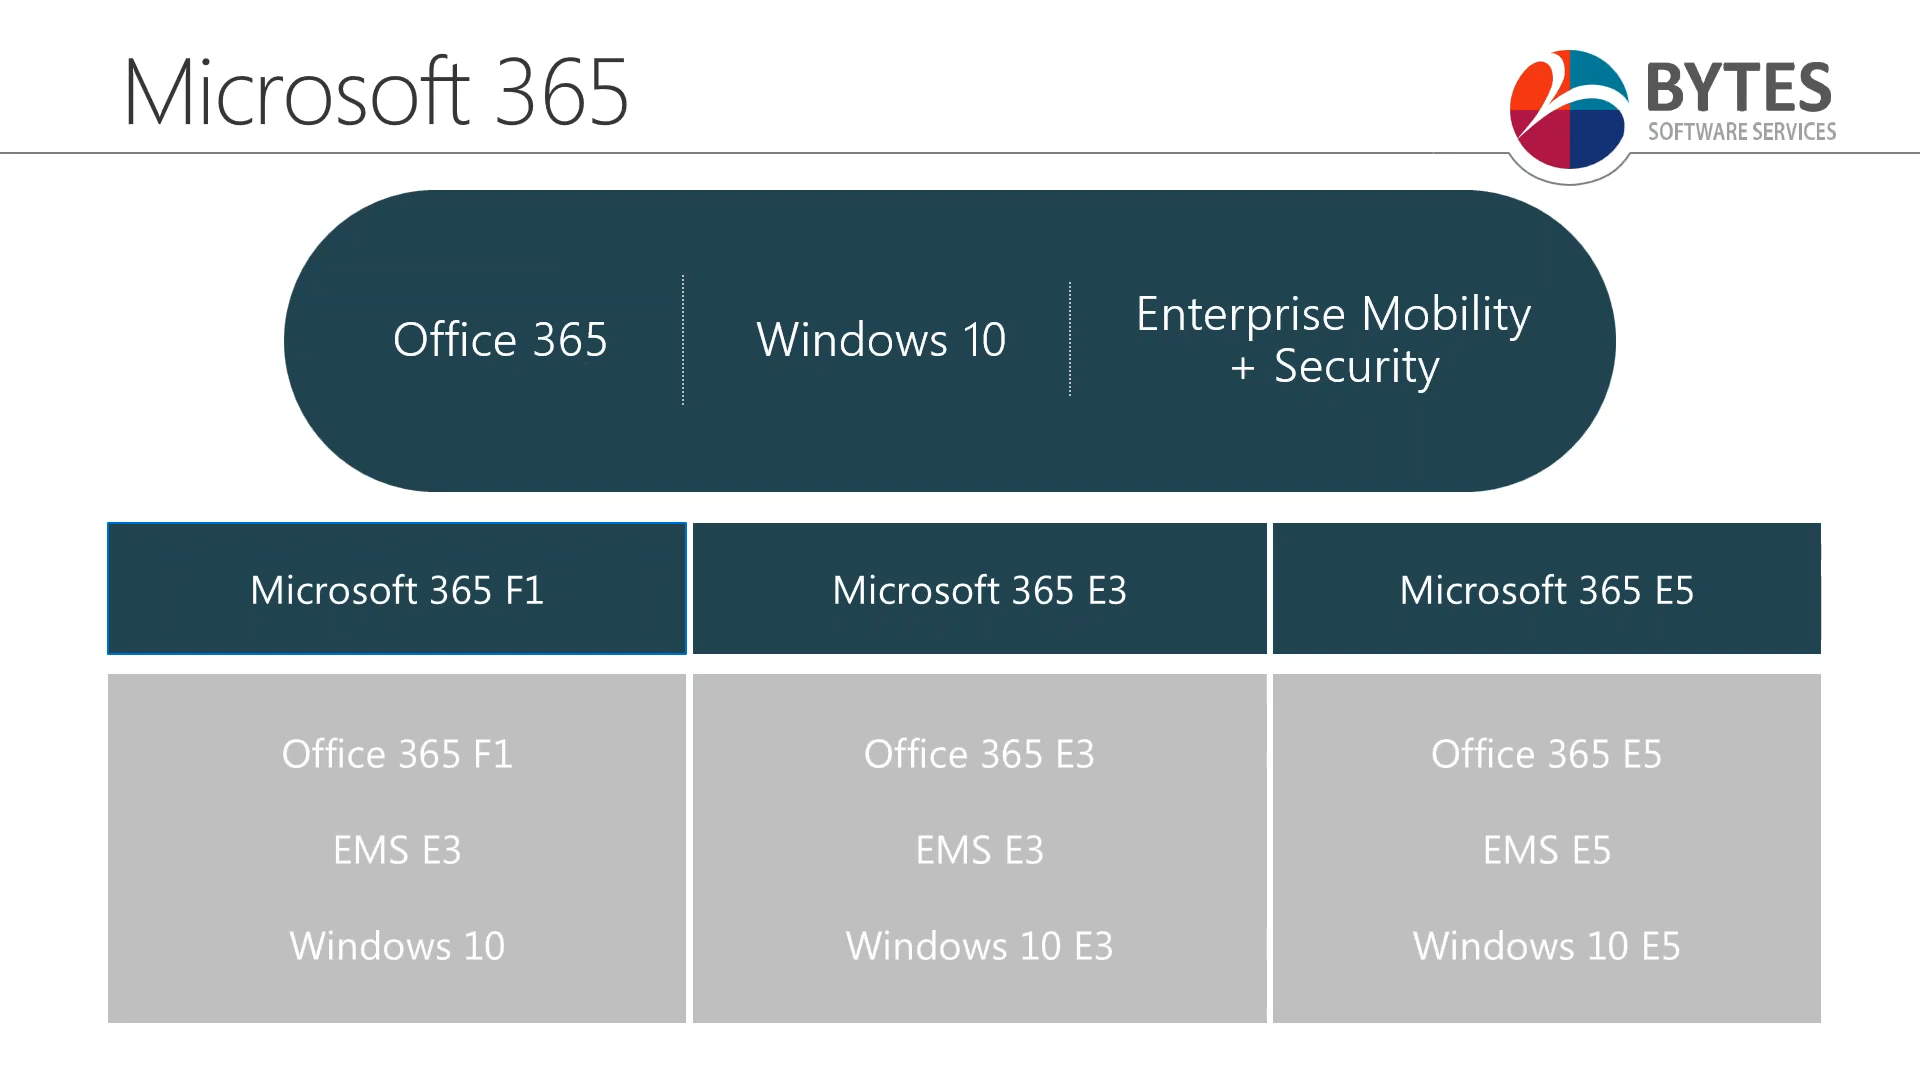 Microsoft 365
BYTES
SOFTWARE SERVICES
Office 365
Windows 10
Enterprise Mobility
+ Security
Microsoft 365 F1
Microsoft 365 E3
Microsoft 365 E5
Office 365 F1
EMS E3
Windows 10
Office 365 E3
EMS E3
Windows 10 E3
Office 365 E5
EMS E5
Windows 10 E5